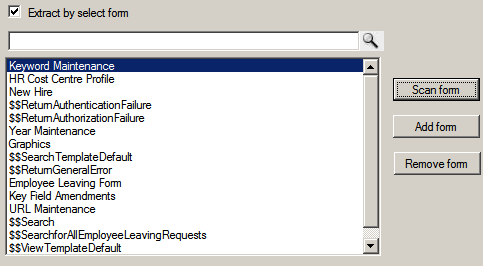 Extract by select form
Keyword Maintenance
HR Cost Centre Profile
New Hire
$$ReturnAuthenticationFailure
$$ReturnAuthorizationFailure
Year Maintenance
Graphics
$$SearchTemplateDefault
$$ReturnGeneralError
Employee Leaving Form
Key Field Amendments
URL Maintenance
$$Search
$$SearchforAllEmployeeLeavingRequests
$$ViewTemplateDefault
Scan form
Add form
Remove form